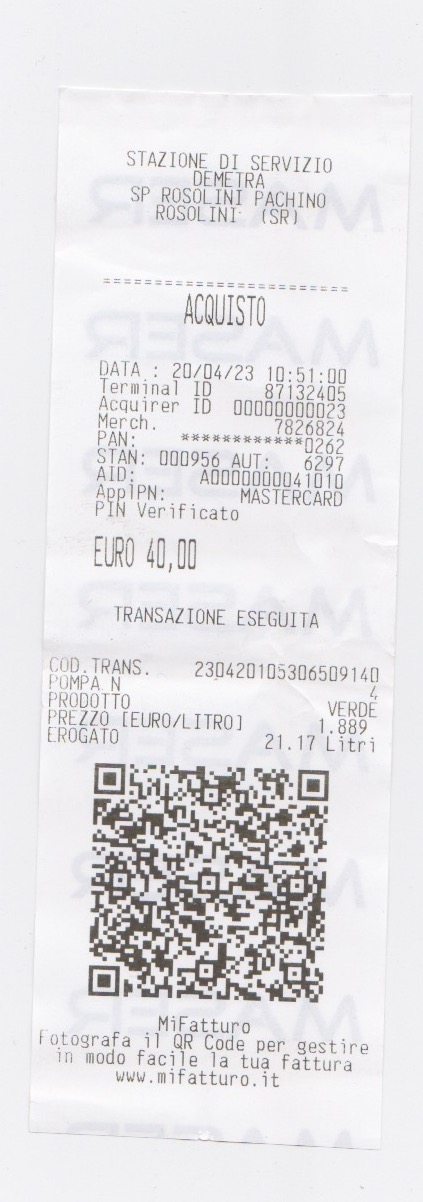 STAZIONE DI SERVIZIO
DEMETRA
SP ROSOLINI PACHINO
ROSOLINI (SR)
========================
ACQUISTO
DATA : 20/04/23 10:51:00
Terminal ID 87132405
Acquirer ID 00000000023
Merch. 7826824
PAN: ************0262
STAN: 000956 AUT: 6297
AID: A0000000041010
ApplPN: MASTERCARD
PIN Verificato
EURO 40,00
TRANSAZIONE ESEGUITA
COD.TRANS. 230420105306509140
POMPA N 4
PRODOTTO VERDE
PREZZO [EURO/LITRO] 1.889
EROGATO 21.17 Litri
MiFatturo
Fotografa il QR Code per gestire
in modo facile la tua fattura
www.mifatturo.it